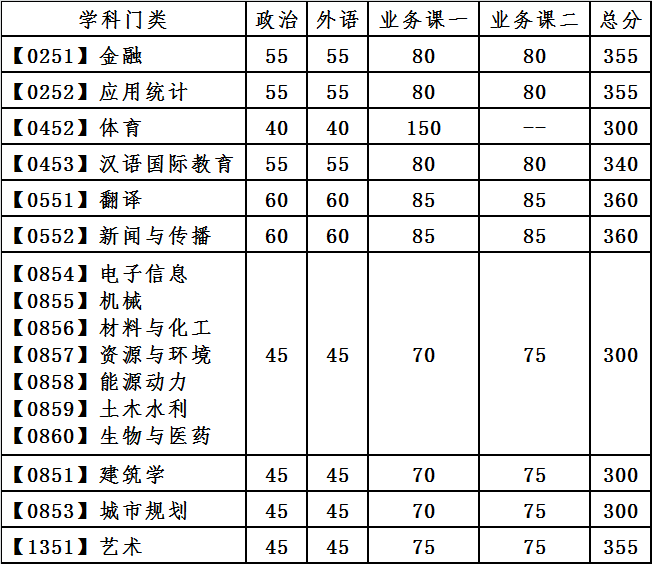 学科门类 政治 外语 业务课一 业务课二 总分
【0251】金融 55 55 80 80 355
【0252】应用统计 55 55 80 80 355
【0452】体育 40 40 150 -- 300
【0453】汉语国际教育 55 55 80 80 340
【0551】翻译 60 60 85 85 360
【0552】新闻与传播 60 60 85 85 360
【0854】电子信息
【0855】机械
【0856】材料与化工
【0857】资源与环境 45 45 70 75 300
【0858】能源动力
【0859】土木水利
【0860】生物与医药
【0851】建筑学 45 45 70 75 300
【0853】城市规划 45 45 70 75 300
【1351】艺术 45 45 75 75 355